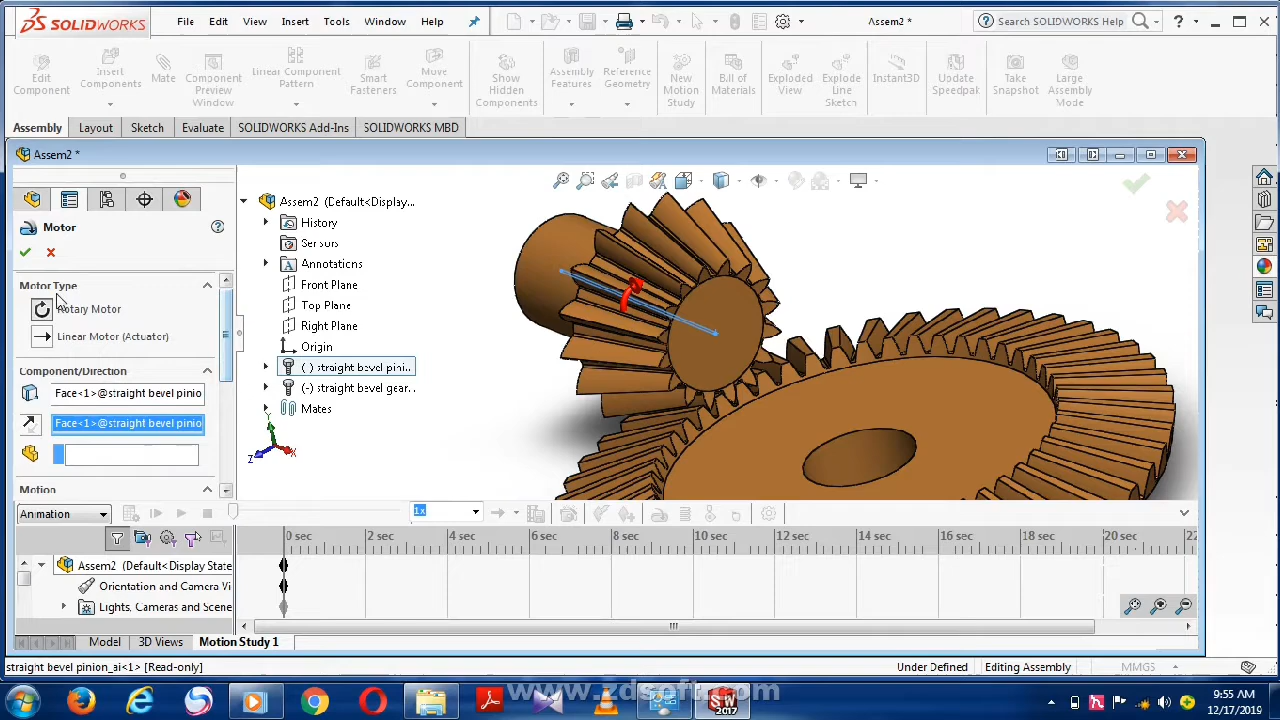 SOLIDWORKS File Edit View Insert Tools Window Help Assem2 * Search SOLIDWORKS Help
Edit Component
Insert Components
Mate
Component Preview Window
Linear Component Pattern
Smart Fasteners
Move Component
Show Hidden Components
Assembly Features
Reference Geometry
New Motion Study
Bill of Materials
Exploded View
Explode Line Sketch
Instant3D
Update Speedpak
Take Snapshot
Large Assembly Mode
Assembly Layout Sketch Evaluate SOLIDWORKS Add-Ins SOLIDWORKS MBD
Assem2 *
Motor
Motor Type
Rotary Motor
Linear Motor (Actuator)
Component/Direction
Face<1>@straight bevel pinio
Face<1>@straight bevel pinio
Motion
Assem2 (Default<Display...
History
Sensors
Annotations
Front Plane
Top Plane
Right Plane
Origin
(-) straight bevel pini...
(-) straight bevel gear...
Mates
Y
Z X
Animation 1x
0 sec 2 sec 4 sec 6 sec 8 sec 10 sec 12 sec 14 sec 16 sec 18 sec 20 sec 22
Assem2 (Default<Display State
Orientation and Camera Vi
Lights, Cameras and Scene
Model 3D Views Motion Study 1
straight bevel pinion_ai<1> [Read-only] Under Defined Editing Assembly MMGS
www.zdsoft.com
SW 2017
9:55 AM
12/17/2019